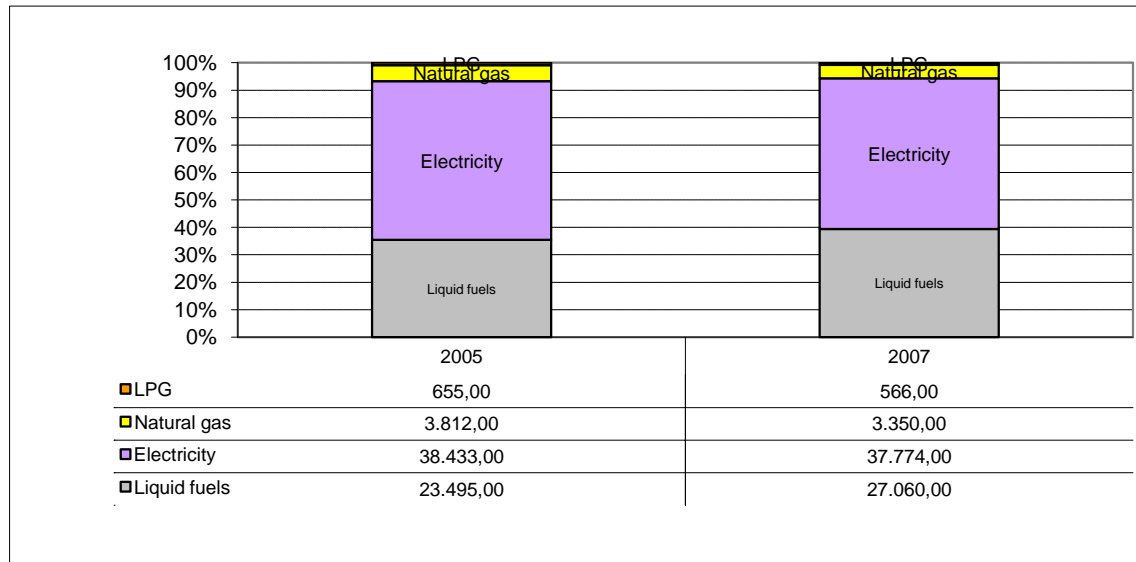 100%
90%
80%
70%
60%
50%
40%
30%
20%
10%
0%
LPG
Natural gas
Electricity
Liquid fuels
LPG
Natural gas
Electricity
Liquid fuels
2005 2007
LPG 655,00 566,00
Natural gas 3.812,00 3.350,00
Electricity 38.433,00 37.774,00
Liquid fuels 23.495,00 27.060,00